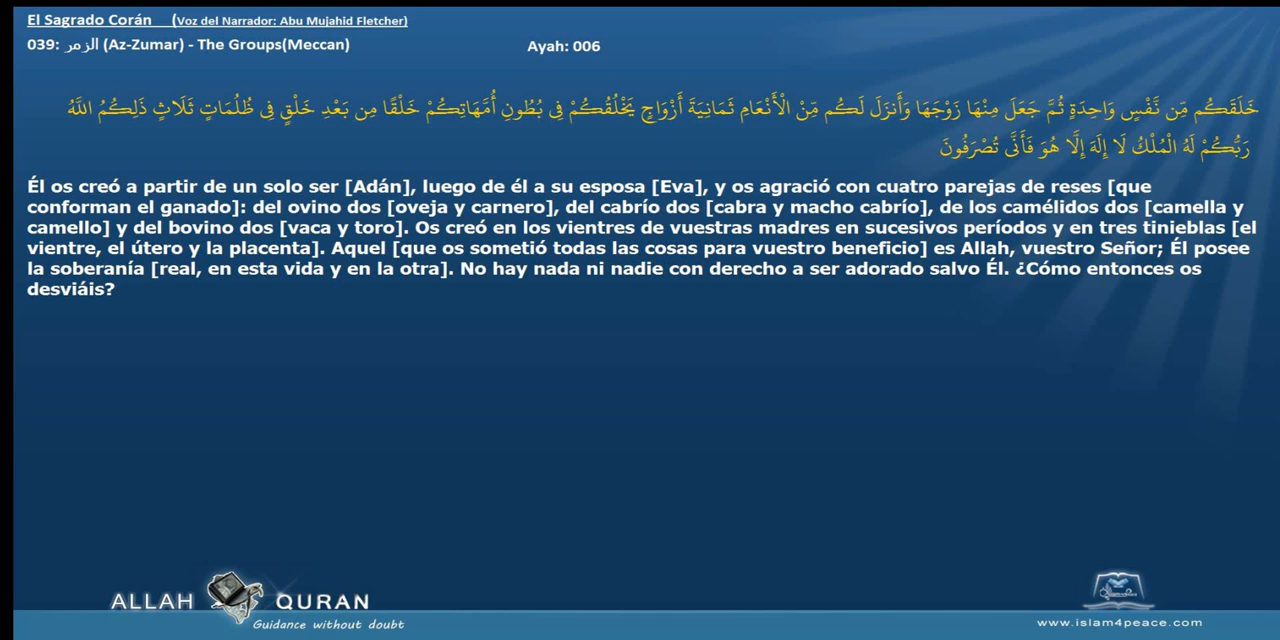 El Sagrado Corán (Voz del Narrador: Abu Mujahid Fletcher)
039: الزمر (Az-Zumar) - The Groups(Meccan) Ayah: 006
خَلَقَكُم مِّن نَّفْسٍ وَاحِدَةٍ ثُمَّ جَعَلَ مِنْهَا زَوْجَهَا وَأَنزَلَ لَكُم مِّنْ الْأَنْعَامِ ثَمَانِيَةَ أَزْوَاجٍ يَخْلُقُكُمْ فِي بُطُونِ أُمَّهَاتِكُمْ خَلْقًا مِن بَعْدِ خَلْقٍ فِي ظُلُمَاتٍ ثَلَاثٍ ذَلِكُمُ اللَّهُ
رَبُّكُمْ لَهُ الْمُلْكُ لَا إِلَهَ إِلَّا هُوَ فَأَنَّى تُصْرَفُونَ
Él os creó a partir de un solo ser [Adán], luego de él a su esposa [Eva], y os agració con cuatro parejas de reses [que
conforman el ganado]: del ovino dos [oveja y carnero], del cabrío dos [cabra y macho cabrío], de los camélidos dos [camella y
camello] y del bovino dos [vaca y toro]. Os creó en los vientres de vuestras madres en sucesivos períodos y en tres tinieblas [el
vientre, el útero y la placenta]. Aquel [que os sometió todas las cosas para vuestro beneficio] es Allah, vuestro Señor; Él posee
la soberanía [real, en esta vida y en la otra]. No hay nada ni nadie con derecho a ser adorado salvo Él. ¿Cómo entonces os
desviáis?
ALLAH QURAN
Guidance without doubt
www.islam4peace.com